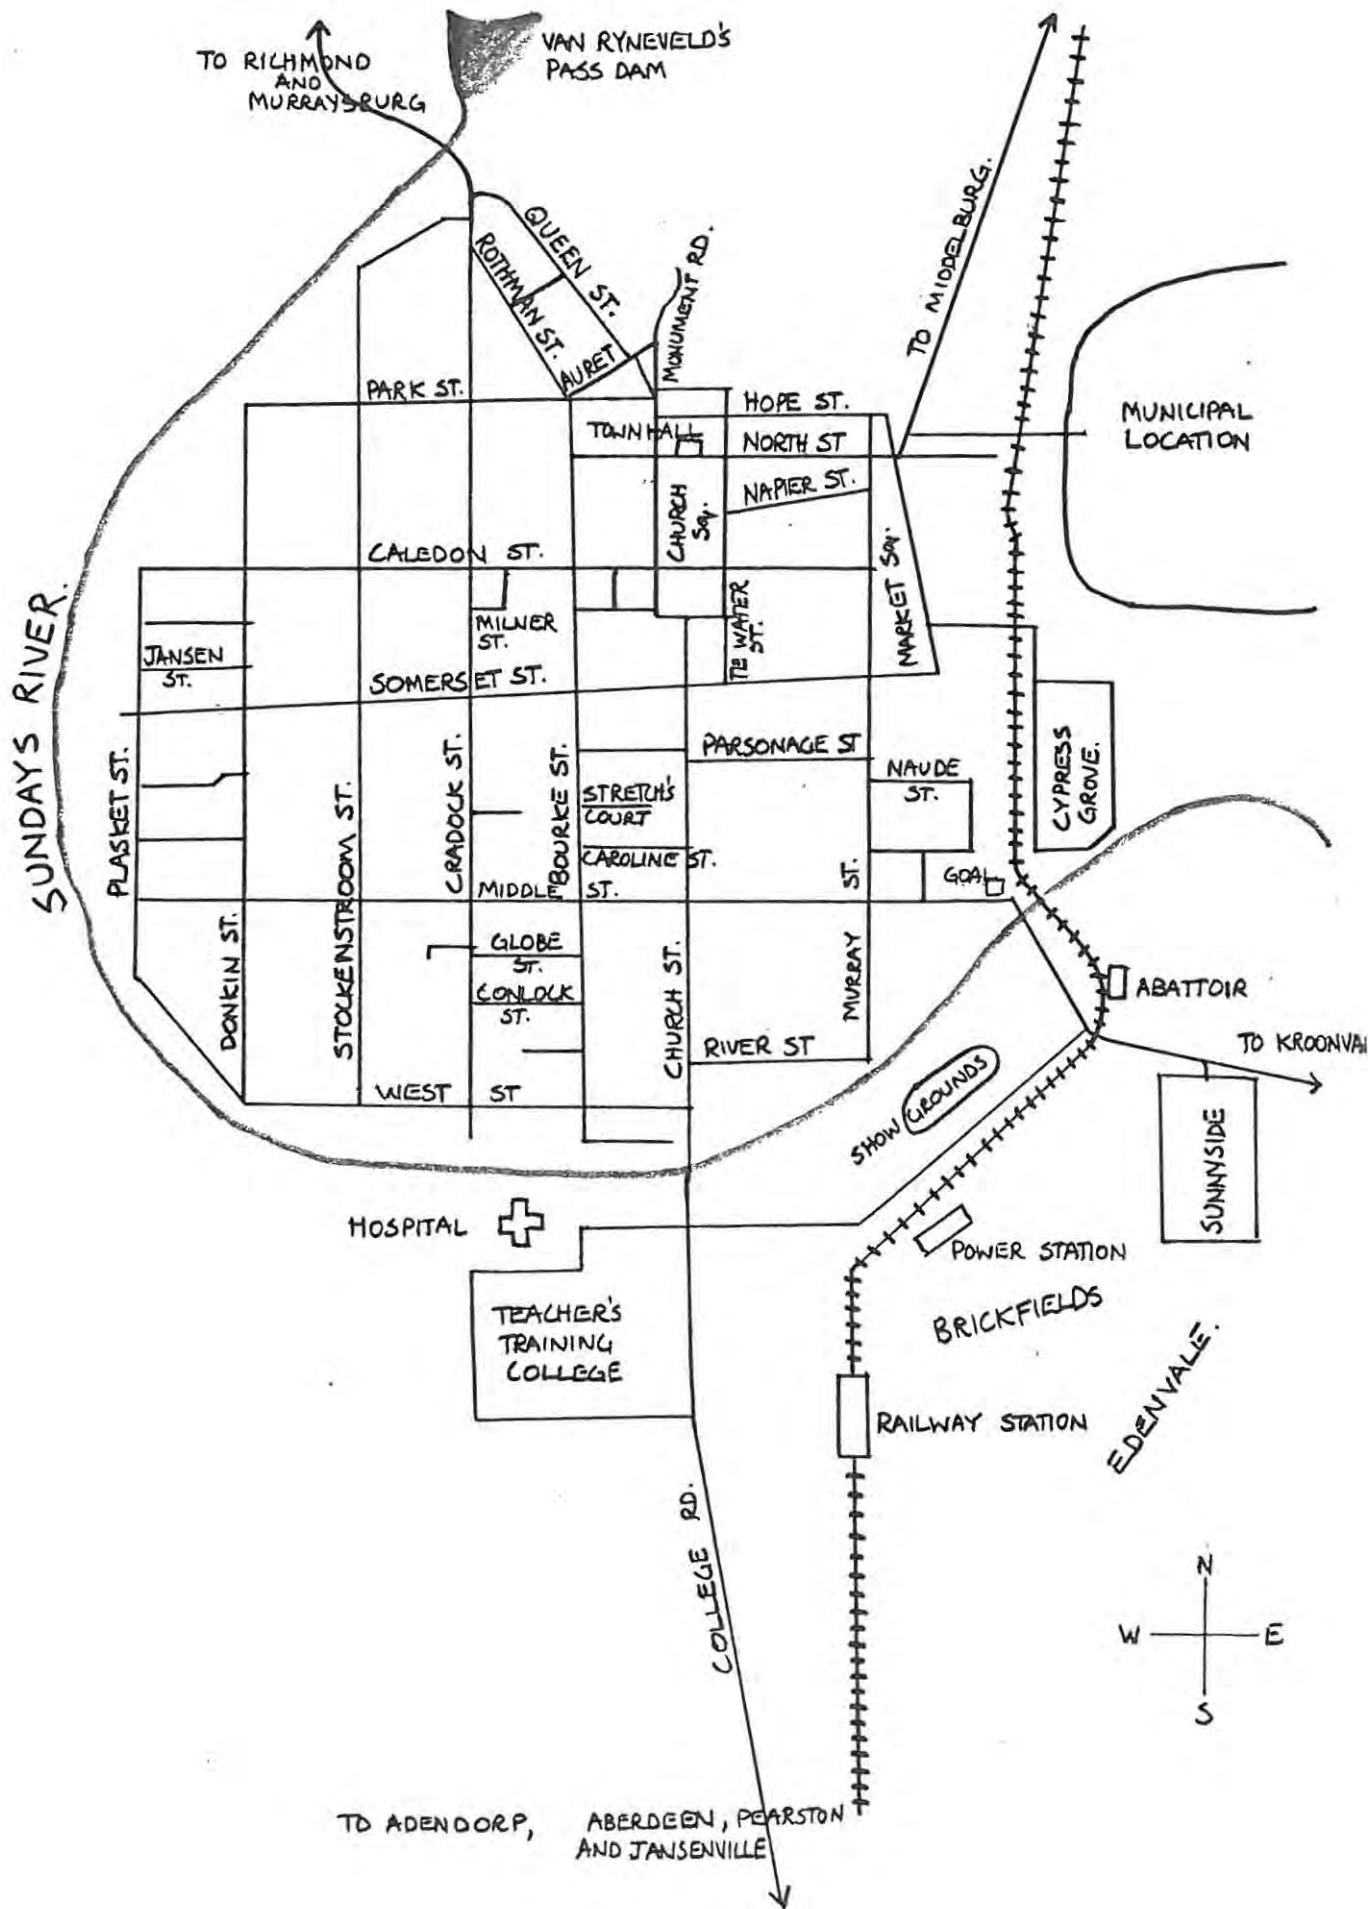 VAN RYNEVELD'S
PASS DAM
TO RICHMOND
AND
MURRAYSBURG
TO MIDDELBURG.
QUEEN ST.
ROTHMAN ST.
MONUMENT RD.
AURET
PARK ST.
HOPE ST.
TOWN HALL
NORTH ST
MUNICIPAL
LOCATION
NAPIER ST.
CHURCH
Sq.
CALEDON ST.
MARKET Sq.
MILNER
ST.
TE WATER
ST.
JANSEN
ST.
SOMERSET ST.
SUNDAYS RIVER.
PLASKET ST.
DONKIN ST.
STOCKENSTROOM ST.
CRADOCK ST.
BOURKE ST.
PARSONAGE ST
NAUDE
ST.
CYPRESS
GROVE.
STRETCH'S
COURT
CAROLINE ST.
MIDDLE ST.
GOAL
GLOBE
ST.
CONLOCK
ST.
CHURCH ST.
MURRAY ST.
ABATTOIR
RIVER ST
TO KROONVAL
WEST ST
SHOW GROUNDS
SUNNYSIDE
HOSPITAL
POWER STATION
BRICKFIELDS
TEACHER'S
TRAINING
COLLEGE
EDENVALE.
RAILWAY STATION
COLLEGE RD.
N
W E
S
TO ADENDORP, ABERDEEN, PEARSTON
AND JANSENVILLE